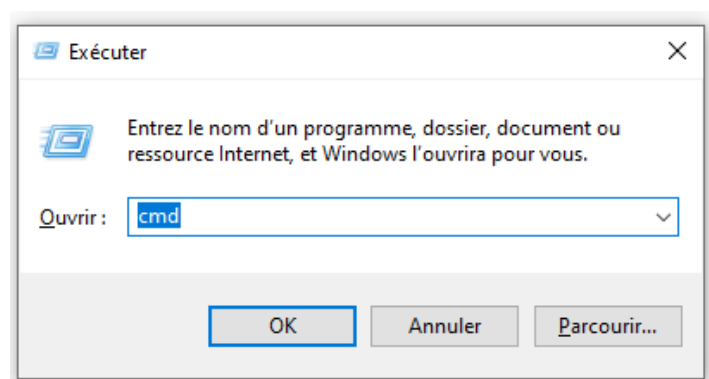 Exécuter
Entrez le nom d'un programme, dossier, document ou
ressource Internet, et Windows l'ouvrira pour vous.
Ouvrir : cmd
OK Annuler Parcourir...